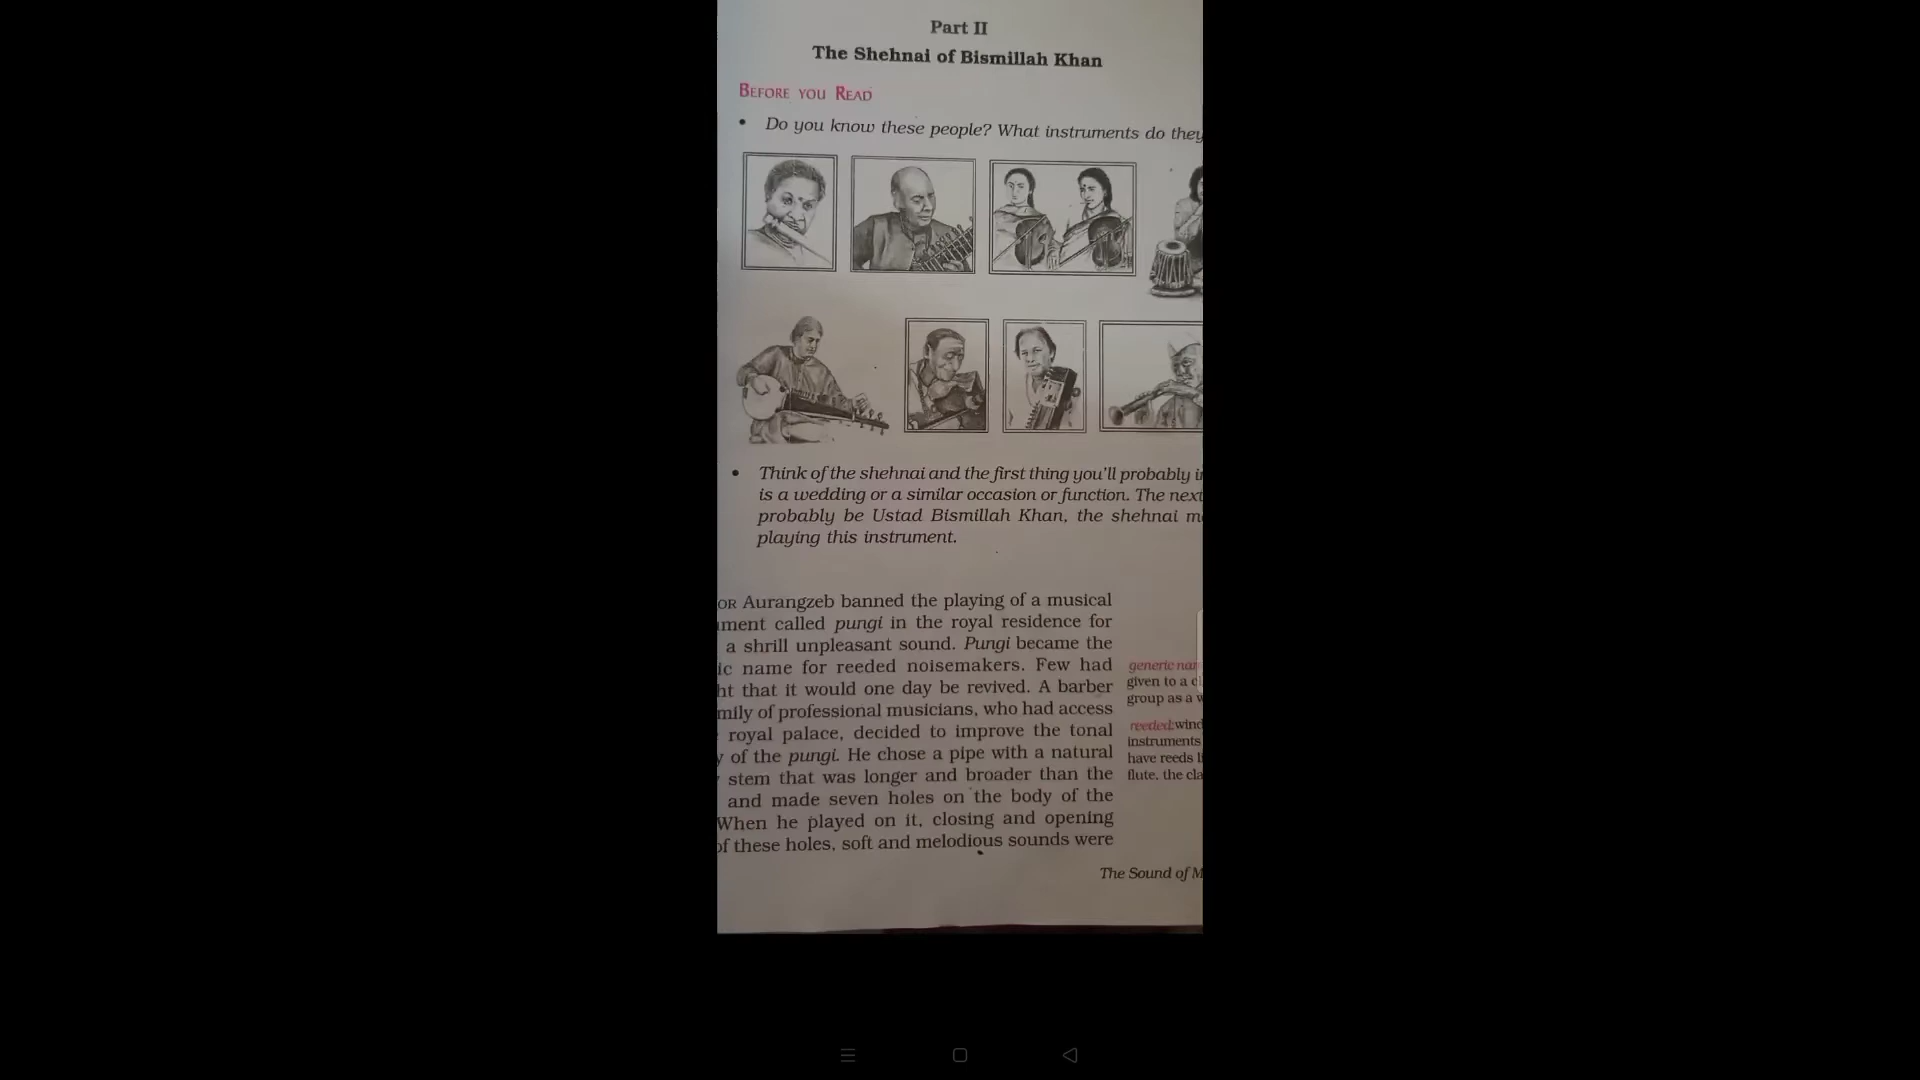 Part II
The Shehnai of Bismillah Khan
BEFORE YOU READ
• Do you know these people? What instruments do they
• Think of the shehnai and the first thing you'll probably
is a wedding or a similar occasion or function. The next
probably be Ustad Bismillah Khan, the shehnai
playing this instrument.
OR Aurangzeb banned the playing of a musical
ment called pungi in the royal residence for
a shrill unpleasant sound. Pungi became the
ic name for reeded noisemakers. Few had
ht that it would one day be revived. A barber
mily of professional musicians, who had access
royal palace, decided to improve the tonal
y of the pungi. He chose a pipe with a natural
stem that was longer and broader than the
and made seven holes on the body of the
When he played on it, closing and opening
of these holes, soft and melodious sounds were
generic
given to a
group as a
reeded: wind
instruments
have reeds
flute, the
The Sound of